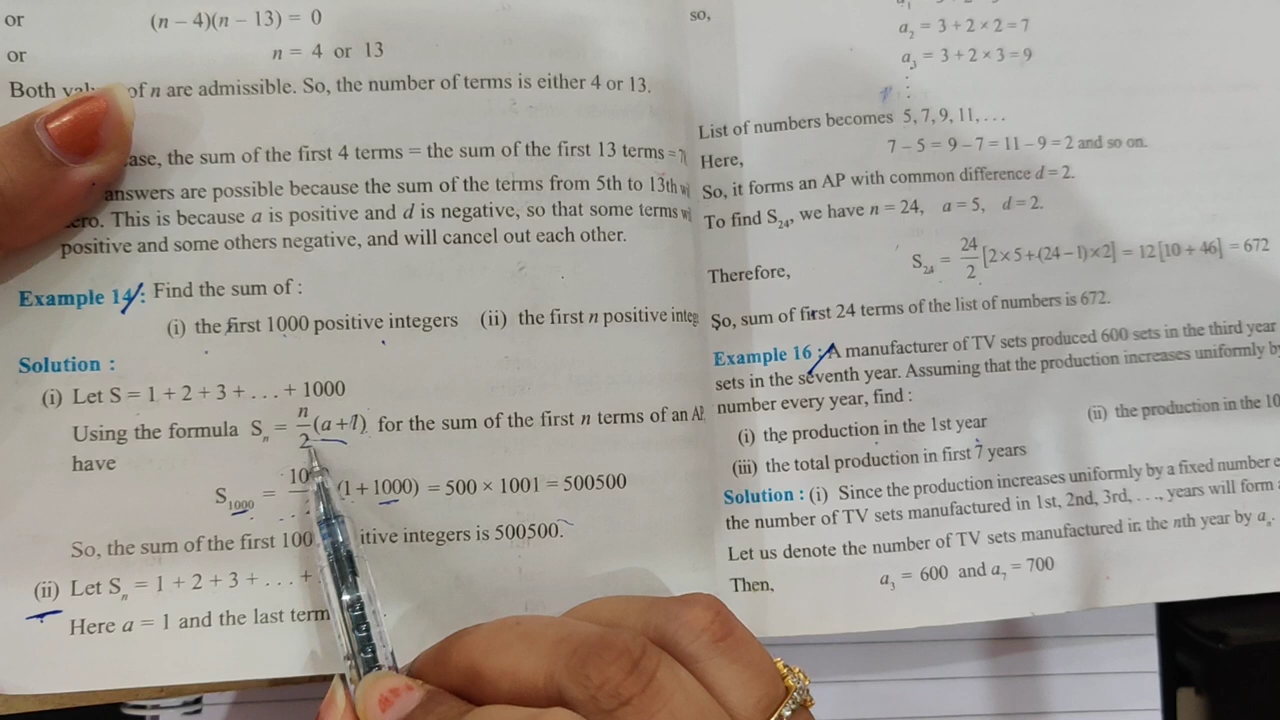 or (n – 4)(n – 13) = 0
or n = 4 or 13
Both of n are admissible. So, the number of terms is either 4 or 13.
the sum of the first 4 terms = the sum of the first 13 terms =
answers are possible because the sum of the terms from 5th to 13th
This is because a is positive and d is negative, so that some terms
positive and some others negative, and will cancel out each other.
Example 14 : Find the sum of :
(i) the first 1000 positive integers (ii) the first n positive
Solution :
(i) Let S = 1 + 2 + 3 + . . . + 1000
Using the formula Sₙ = n/2 (a + l) for the sum of the first n terms of an
have
S₁₀₀₀ = (1 + 1000) = 500 × 1001 = 500500
So, the sum of the first integers is 500500.
(ii) Let Sₙ = 1 + 2 + 3 + . . . +
Here a = 1 and the last term
so,
a₂ = 3 + 2 × 2 = 7
a₃ = 3 + 2 × 3 = 9
⋮
List of numbers becomes 5, 7, 9, 11, . . .
Here, 7 – 5 = 9 – 7 = 11 – 9 = 2 and so on.
So, it forms an AP with common difference d = 2.
To find S₂₄, we have n = 24, a = 5, d = 2.
Therefore, S₂₄ = 24/2 [2 × 5 + (24 – 1) × 2] = 12 [10 + 46] = 672
So, sum of first 24 terms of the list of numbers is 672.
Example 16 : A manufacturer of TV sets produced 600 sets in the third year
sets in the seventh year. Assuming that the production increases uniformly
number every year, find :
(i) the production in the 1st year (ii) the production in the
(iii) the total production in first 7 years
Solution : (i) Since the production increases uniformly by a fixed number
the number of TV sets manufactured in 1st, 2nd, 3rd, . . ., years will form
Let us denote the number of TV sets manufactured in the nth year by aₙ.
Then, a₃ = 600 and a₇ = 700